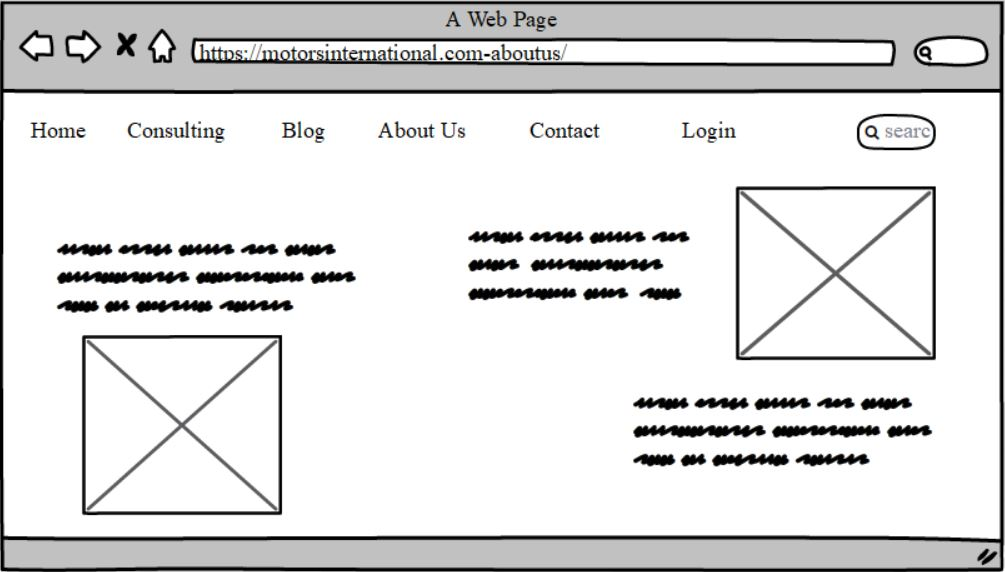 A Web Page
https://motorsinternational.com-aboutus/
Home Consulting Blog About Us Contact Login searc